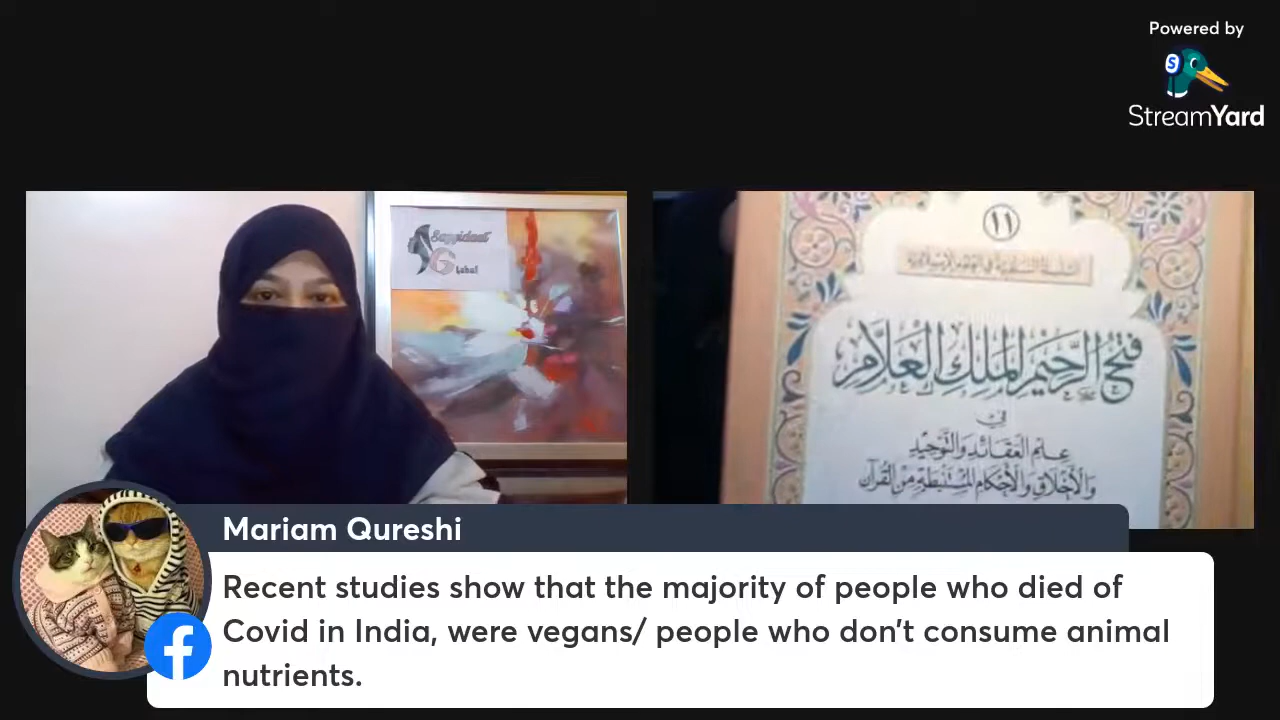 Powered by
StreamYard
Sayyidaat
Global
١١
فتح الرحيم الملك العلام
في
علم العقائد والتوحيد
والأخلاق والأحكام المستنبطة من القرآن
Mariam Qureshi
Recent studies show that the majority of people who died of
Covid in India, were vegans/ people who don't consume animal
nutrients.